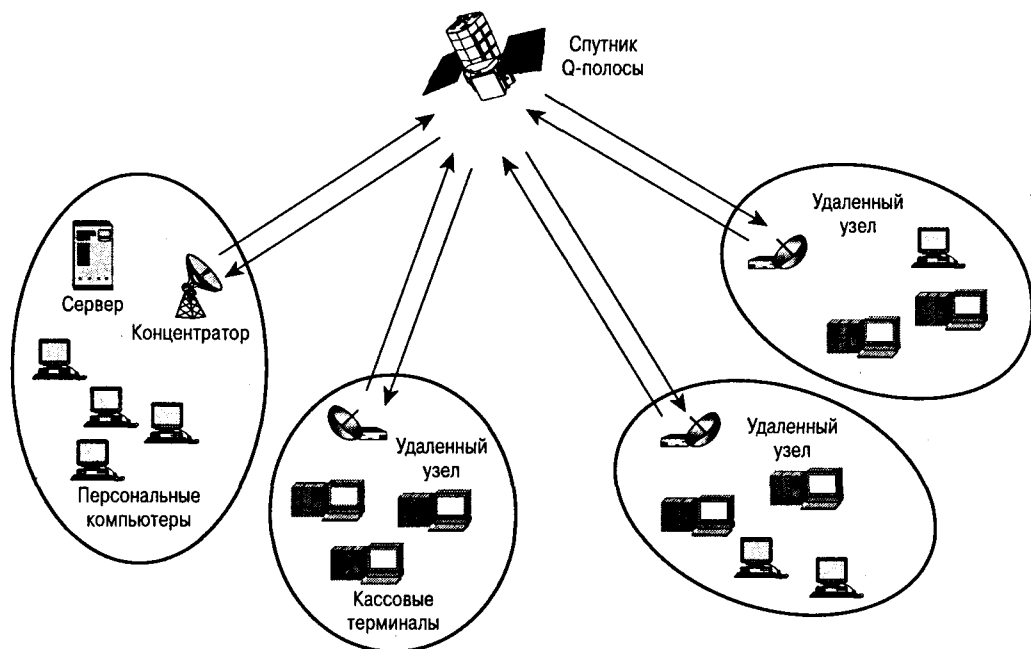 Спутник
Q-полосы
Удаленный
узел
Сервер
Концентратор
Персональные
компьютеры
Удаленный
узел
Кассовые
терминалы
Удаленный
узел